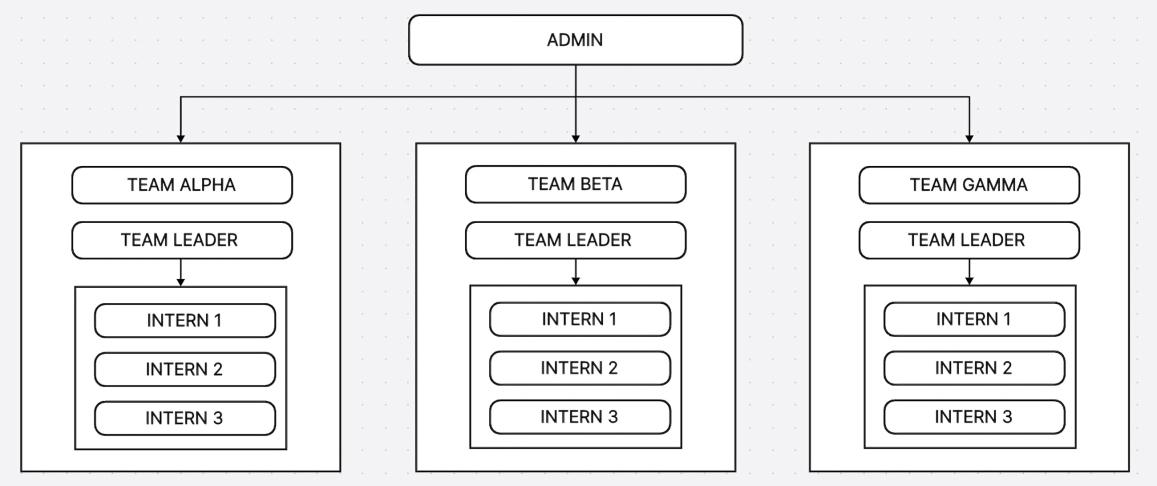 ADMIN
TEAM ALPHA
TEAM LEADER
INTERN 1
INTERN 2
INTERN 3
TEAM BETA
TEAM LEADER
INTERN 1
INTERN 2
INTERN 3
TEAM GAMMA
TEAM LEADER
INTERN 1
INTERN 2
INTERN 3